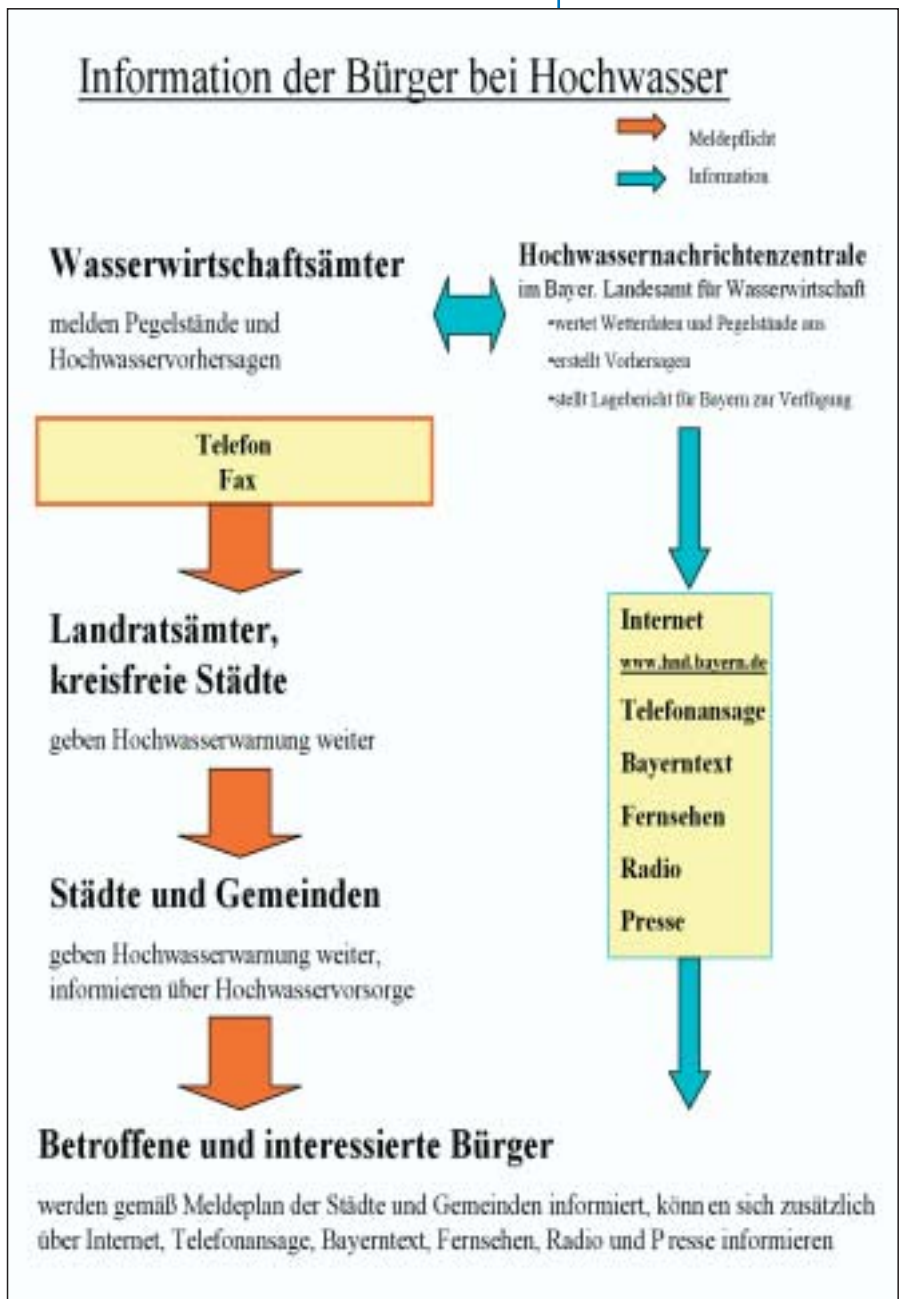 Information der Bürger bei Hochwasser
Meldepflicht
Information
Wasserwirtschaftsämter
melden Pegelstände und
Hochwasservorhersagen
Hochwassernachrichtenzentrale
im Bayer. Landesamt für Wasserwirtschaft
•wertet Wetterdaten und Pegelstände aus
•erstellt Vorhersagen
•stellt Lagebericht für Bayern zur Verfügung
Telefon
Fax
Landratsämter,
kreisfreie Städte
geben Hochwasserwarnung weiter
Städte und Gemeinden
geben Hochwasserwarnung weiter,
informieren über Hochwasservorsorge
Internet
www.hnd.bayern.de
Telefonansage
Bayerntext
Fernsehen
Radio
Presse
Betroffene und interessierte Bürger
werden gemäß Meldeplan der Städte und Gemeinden informiert, könn en sich zusätzlich
über Internet, Telefonansage, Bayerntext, Fernsehen, Radio und P resse informieren